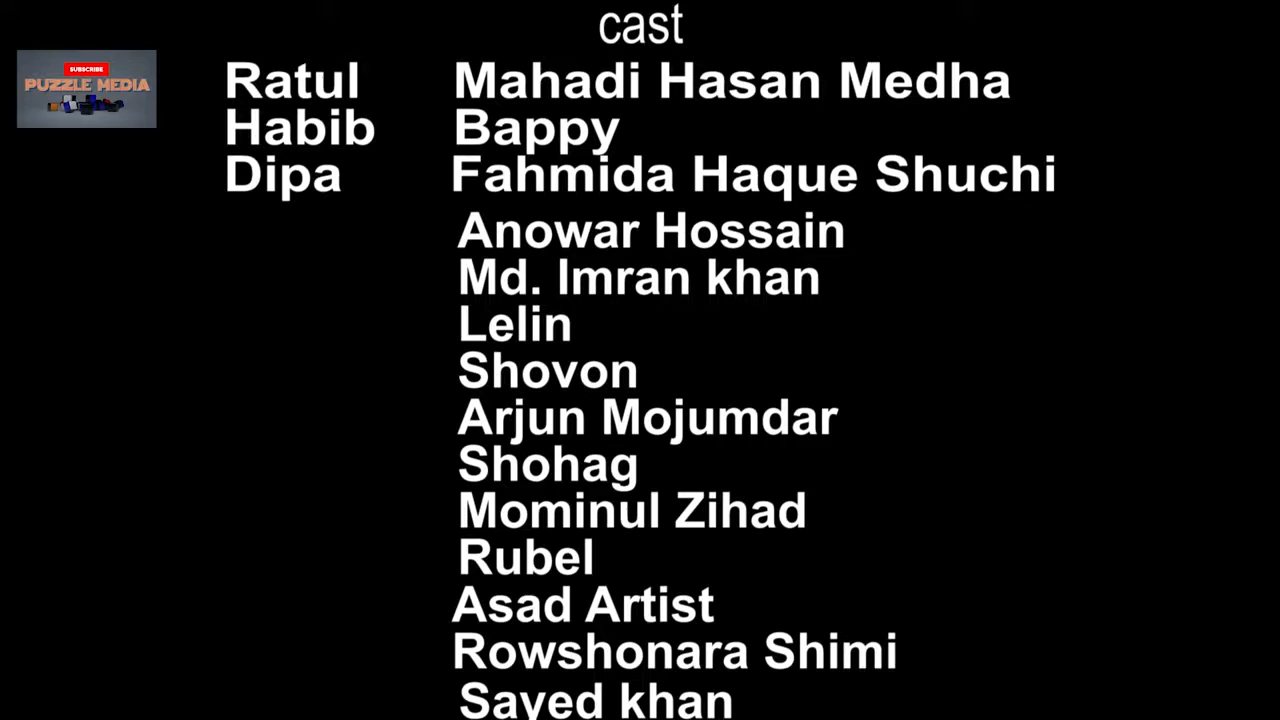 cast
SUBSCRIBE
PUZZLE MEDIA
Ratul Mahadi Hasan Medha
Habib Bappy
Dipa Fahmida Haque Shuchi
Anowar Hossain
Md. Imran khan
Lelin
Shovon
Arjun Mojumdar
Shohag
Mominul Zihad
Rubel
Asad Artist
Rowshonara Shimi
Sayed khan